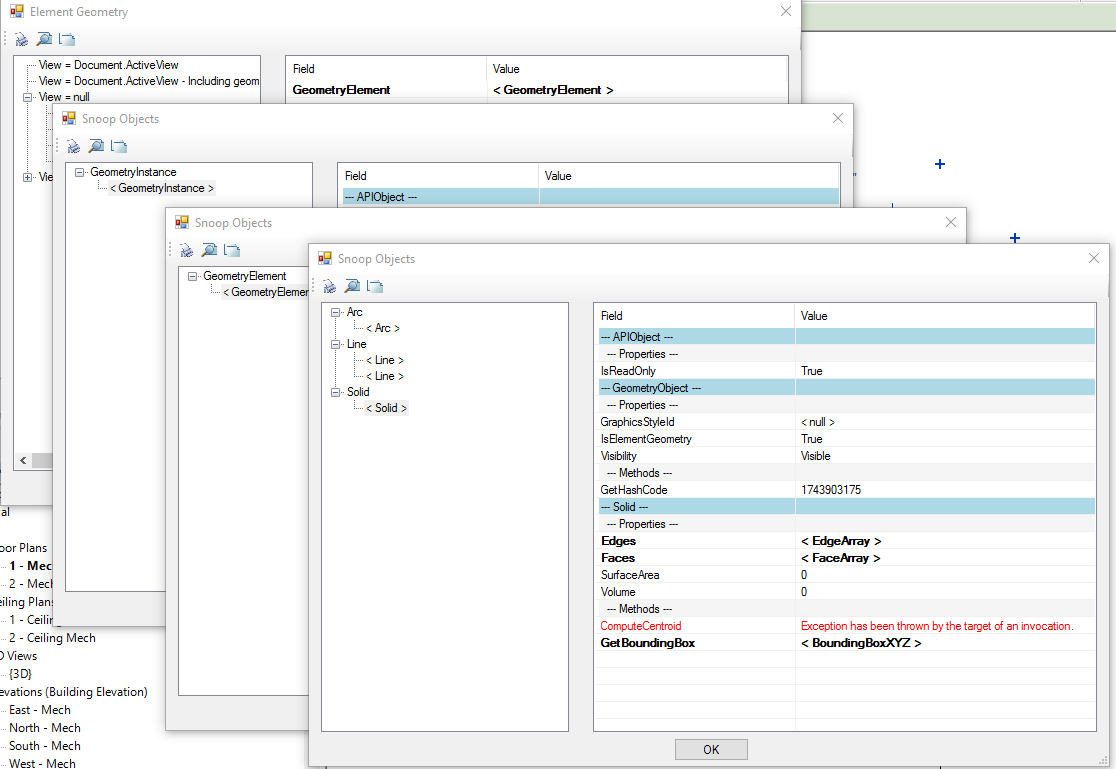 Element Geometry
View = Document.ActiveView
View = Document.ActiveView - Including geom
View = null
Vie
Field Value
GeometryElement < GeometryElement >
Snoop Objects
GeometryInstance
< GeometryInstance >
Field Value
--- APIObject ---
Snoop Objects
GeometryElement
< GeometryElemer
Snoop Objects
Arc
< Arc >
Line
< Line >
< Line >
Solid
< Solid >
Field Value
--- APIObject ---
--- Properties ---
IsReadOnly True
--- GeometryObject ---
--- Properties ---
GraphicsStyleId < null >
IsElementGeometry True
Visibility Visible
--- Methods ---
GetHashCode 1743903175
--- Solid ---
--- Properties ---
Edges < EdgeArray >
Faces < FaceArray >
SurfaceArea 0
Volume 0
--- Methods ---
ComputeCentroid Exception has been thrown by the target of an invocation.
GetBoundingBox < BoundingBoxXYZ >
OK
al
oor Plans
1 - Mec
2 - Mech
eiling Plans
1 - Ceilin
2 - Ceiling Mech
D Views
{3D}
evations (Building Elevation)
East - Mech
North - Mech
South - Mech
West - Mech